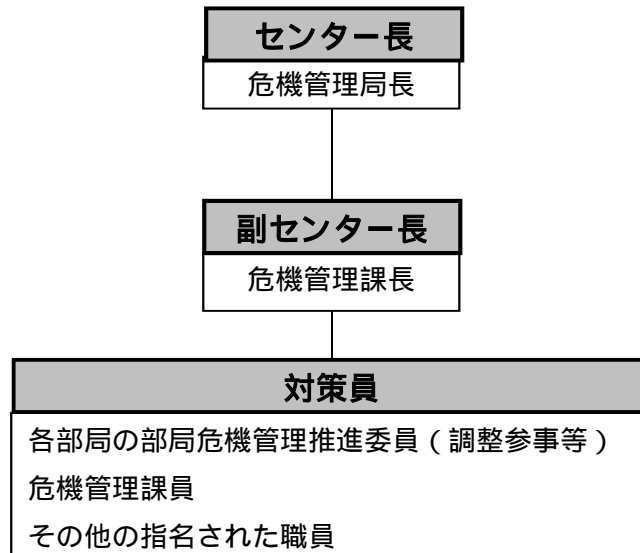 センター長
危機管理局長
副センター長
危機管理課長
対策員
各部局の部局危機管理推進委員（調整参事等）
危機管理課員
その他の指名された職員